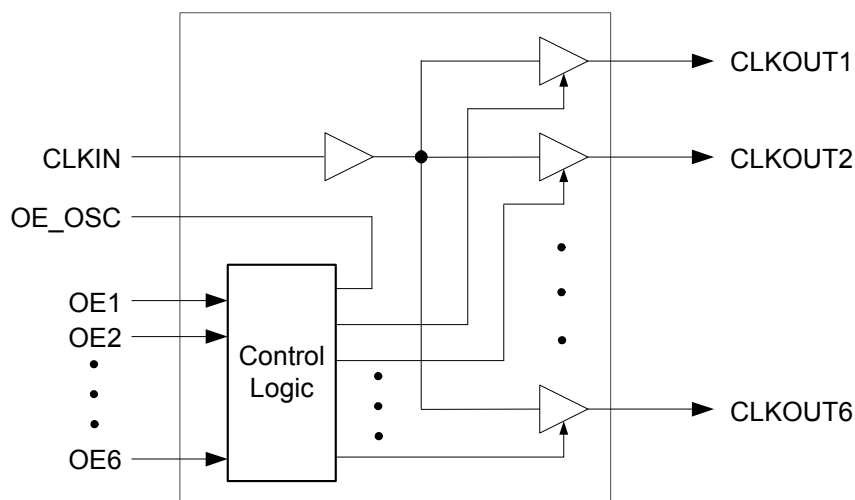 CLKOUT1
CLKIN
CLKOUT2
OE_OSC
OE1
OE2
Control
Logic
CLKOUT6
OE6